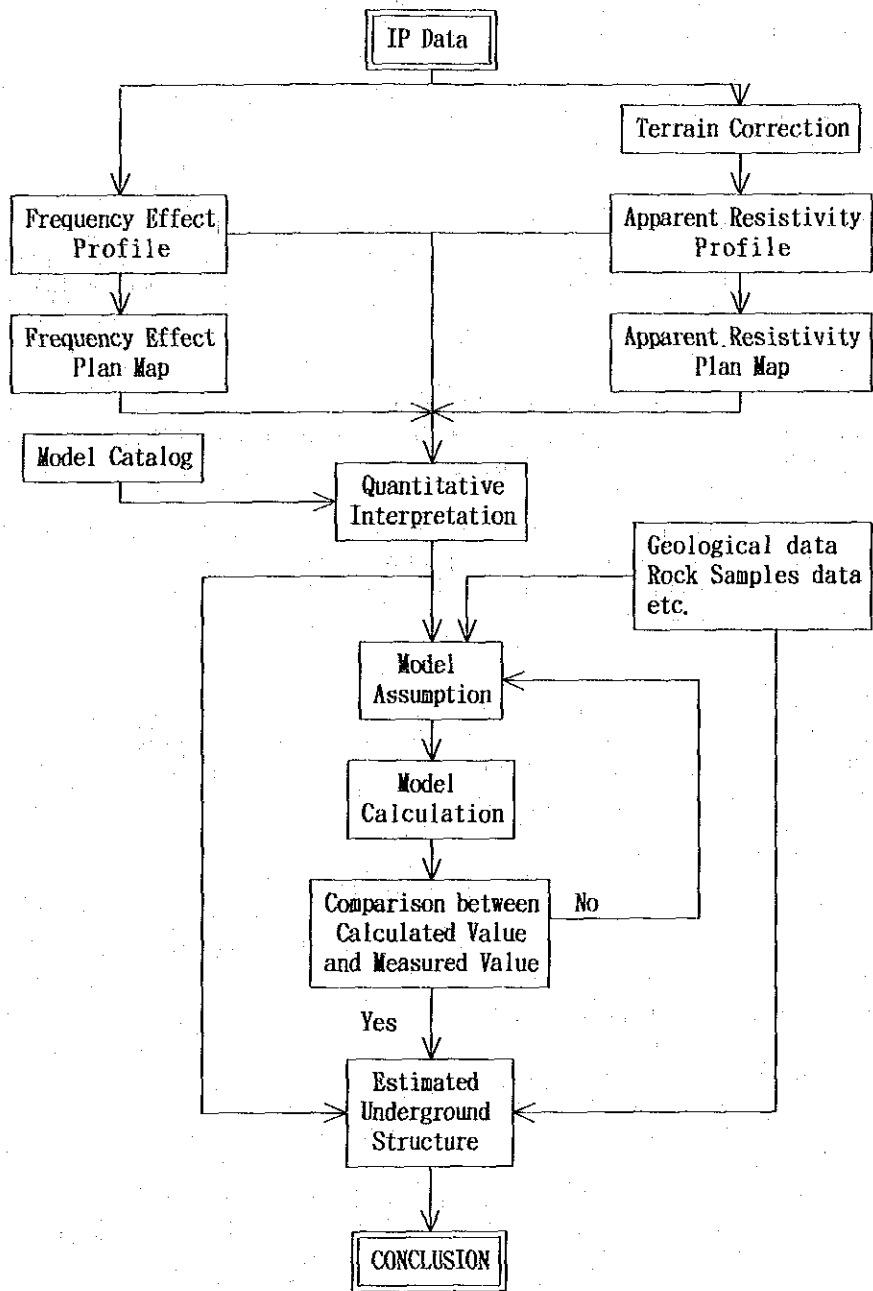 IP Data
Terrain Correction
Frequency Effect
Profile
Apparent Resistivity
Profile
Frequency Effect
Plan Map
Apparent Resistivity
Plan Map
Model Catalog
Quantitative
Interpretation
Geological data
Rock Samples data
etc.
Model
Assumption
Model
Calculation
Comparison between
Calculated Value
and Measured Value
No
Yes
Estimated
Underground
Structure
CONCLUSION